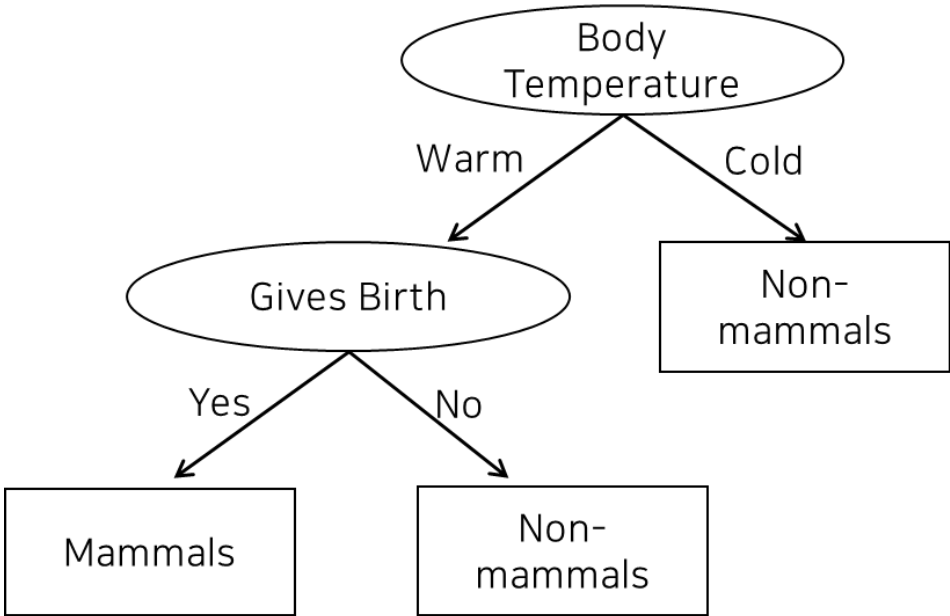 Body
Temperature
Warm
Cold
Gives Birth
Non-
mammals
Yes
No
Mammals
Non-
mammals